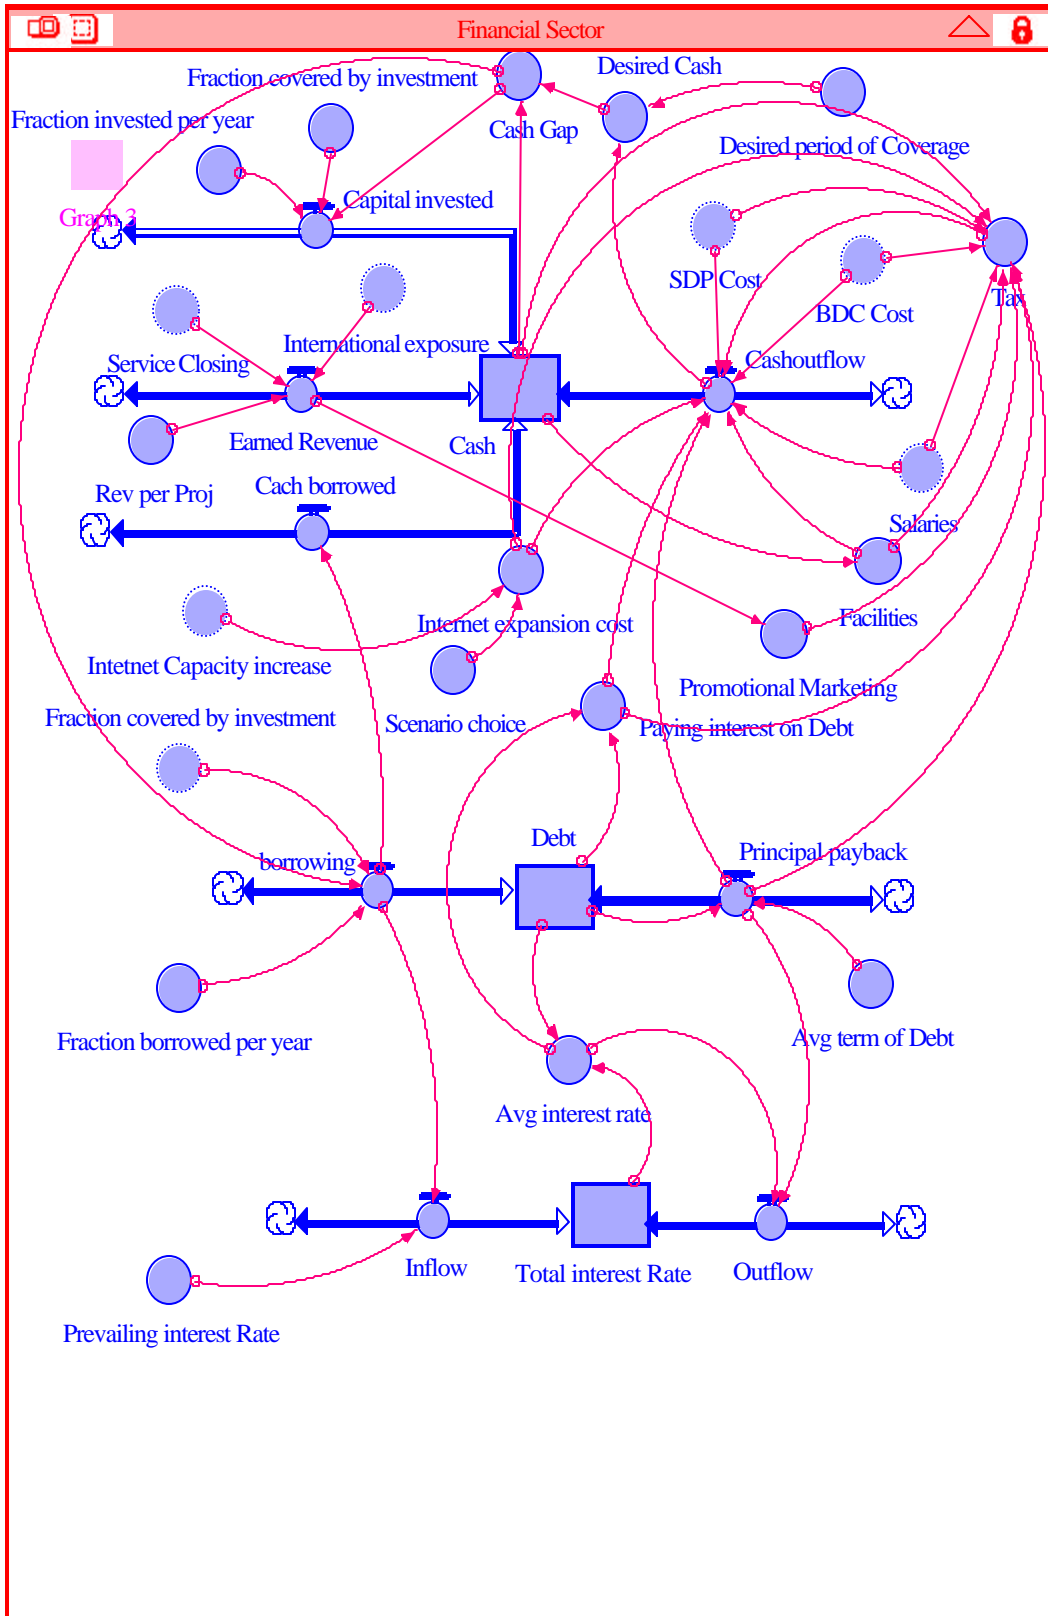 Financial Sector
Desired Cash
Fraction covered by investment
Fraction invested per year
Cash Gap
Desired period of Coverage
Capital invested
Graph 3
SDP Cost
Tax
BDC Cost
International exposure
Service Closing
Cashoutflow
Earned Revenue
Cash
Rev per Proj
Cach borrowed
Salaries
Internet expansion cost
Facilities
Intetnet Capacity increase
Promotional Marketing
Fraction covered by investment
Scenario choice
Paying interest on Debt
Debt
Principal payback
borrowing
Fraction borrowed per year
Avg term of Debt
Avg interest rate
Inflow
Total interest Rate
Outflow
Prevailing interest Rate